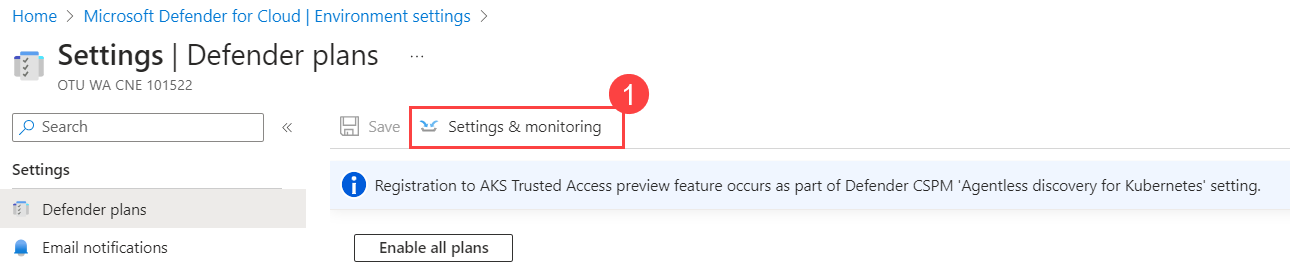 Home > Microsoft Defender for Cloud | Environment settings >
Settings | Defender plans ...
OTU WA CNE 101522
1
Search «
Save Settings & monitoring
Settings
Registration to AKS Trusted Access preview feature occurs as part of Defender CSPM 'Agentless discovery for Kubernetes' setting.
Defender plans
Email notifications
Enable all plans